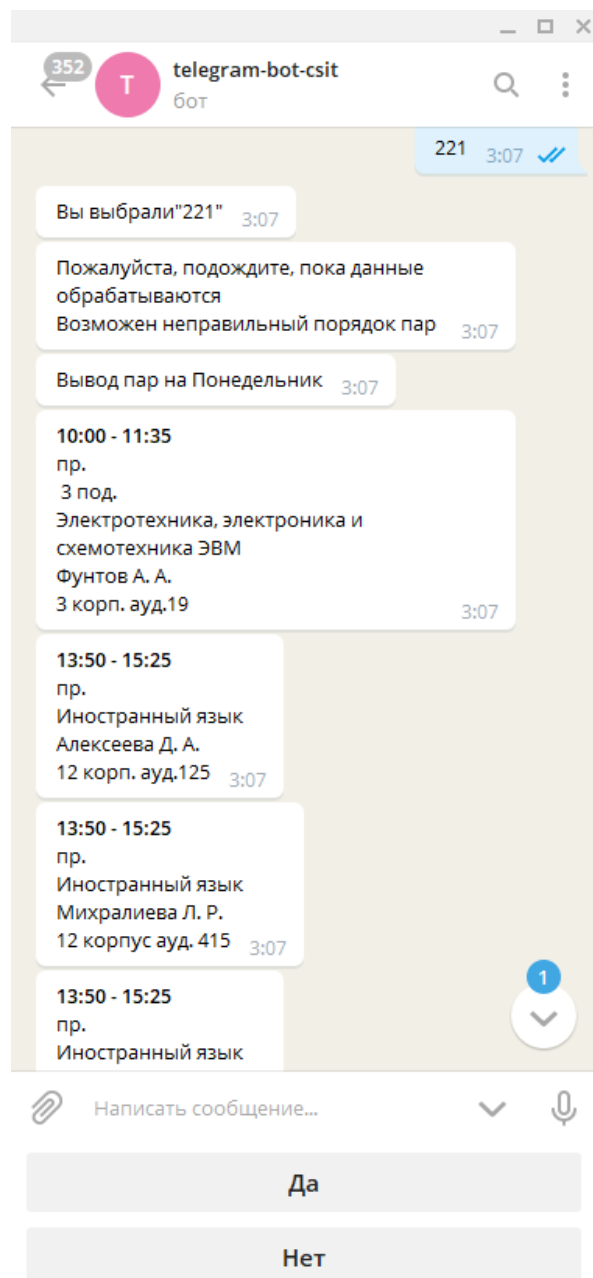 352
T
telegram-bot-csit
бот
221 3:07
Вы выбрали"221" 3:07
Пожалуйста, подождите, пока данные
обрабатываются
Возможен неправильный порядок пар 3:07
Вывод пар на Понедельник 3:07
10:00 - 11:35
пр.
3 под.
Электротехника, электроника и
схемотехника ЭВМ
Фунтов А. А.
3 корп. ауд.19 3:07
13:50 - 15:25
пр.
Иностранный язык
Алексеева Д. А.
12 корп. ауд.125 3:07
13:50 - 15:25
пр.
Иностранный язык
Михралиева Л. Р.
12 корпус ауд. 415 3:07
13:50 - 15:25
пр.
Иностранный язык
1
Написать сообщение...
Да
Нет